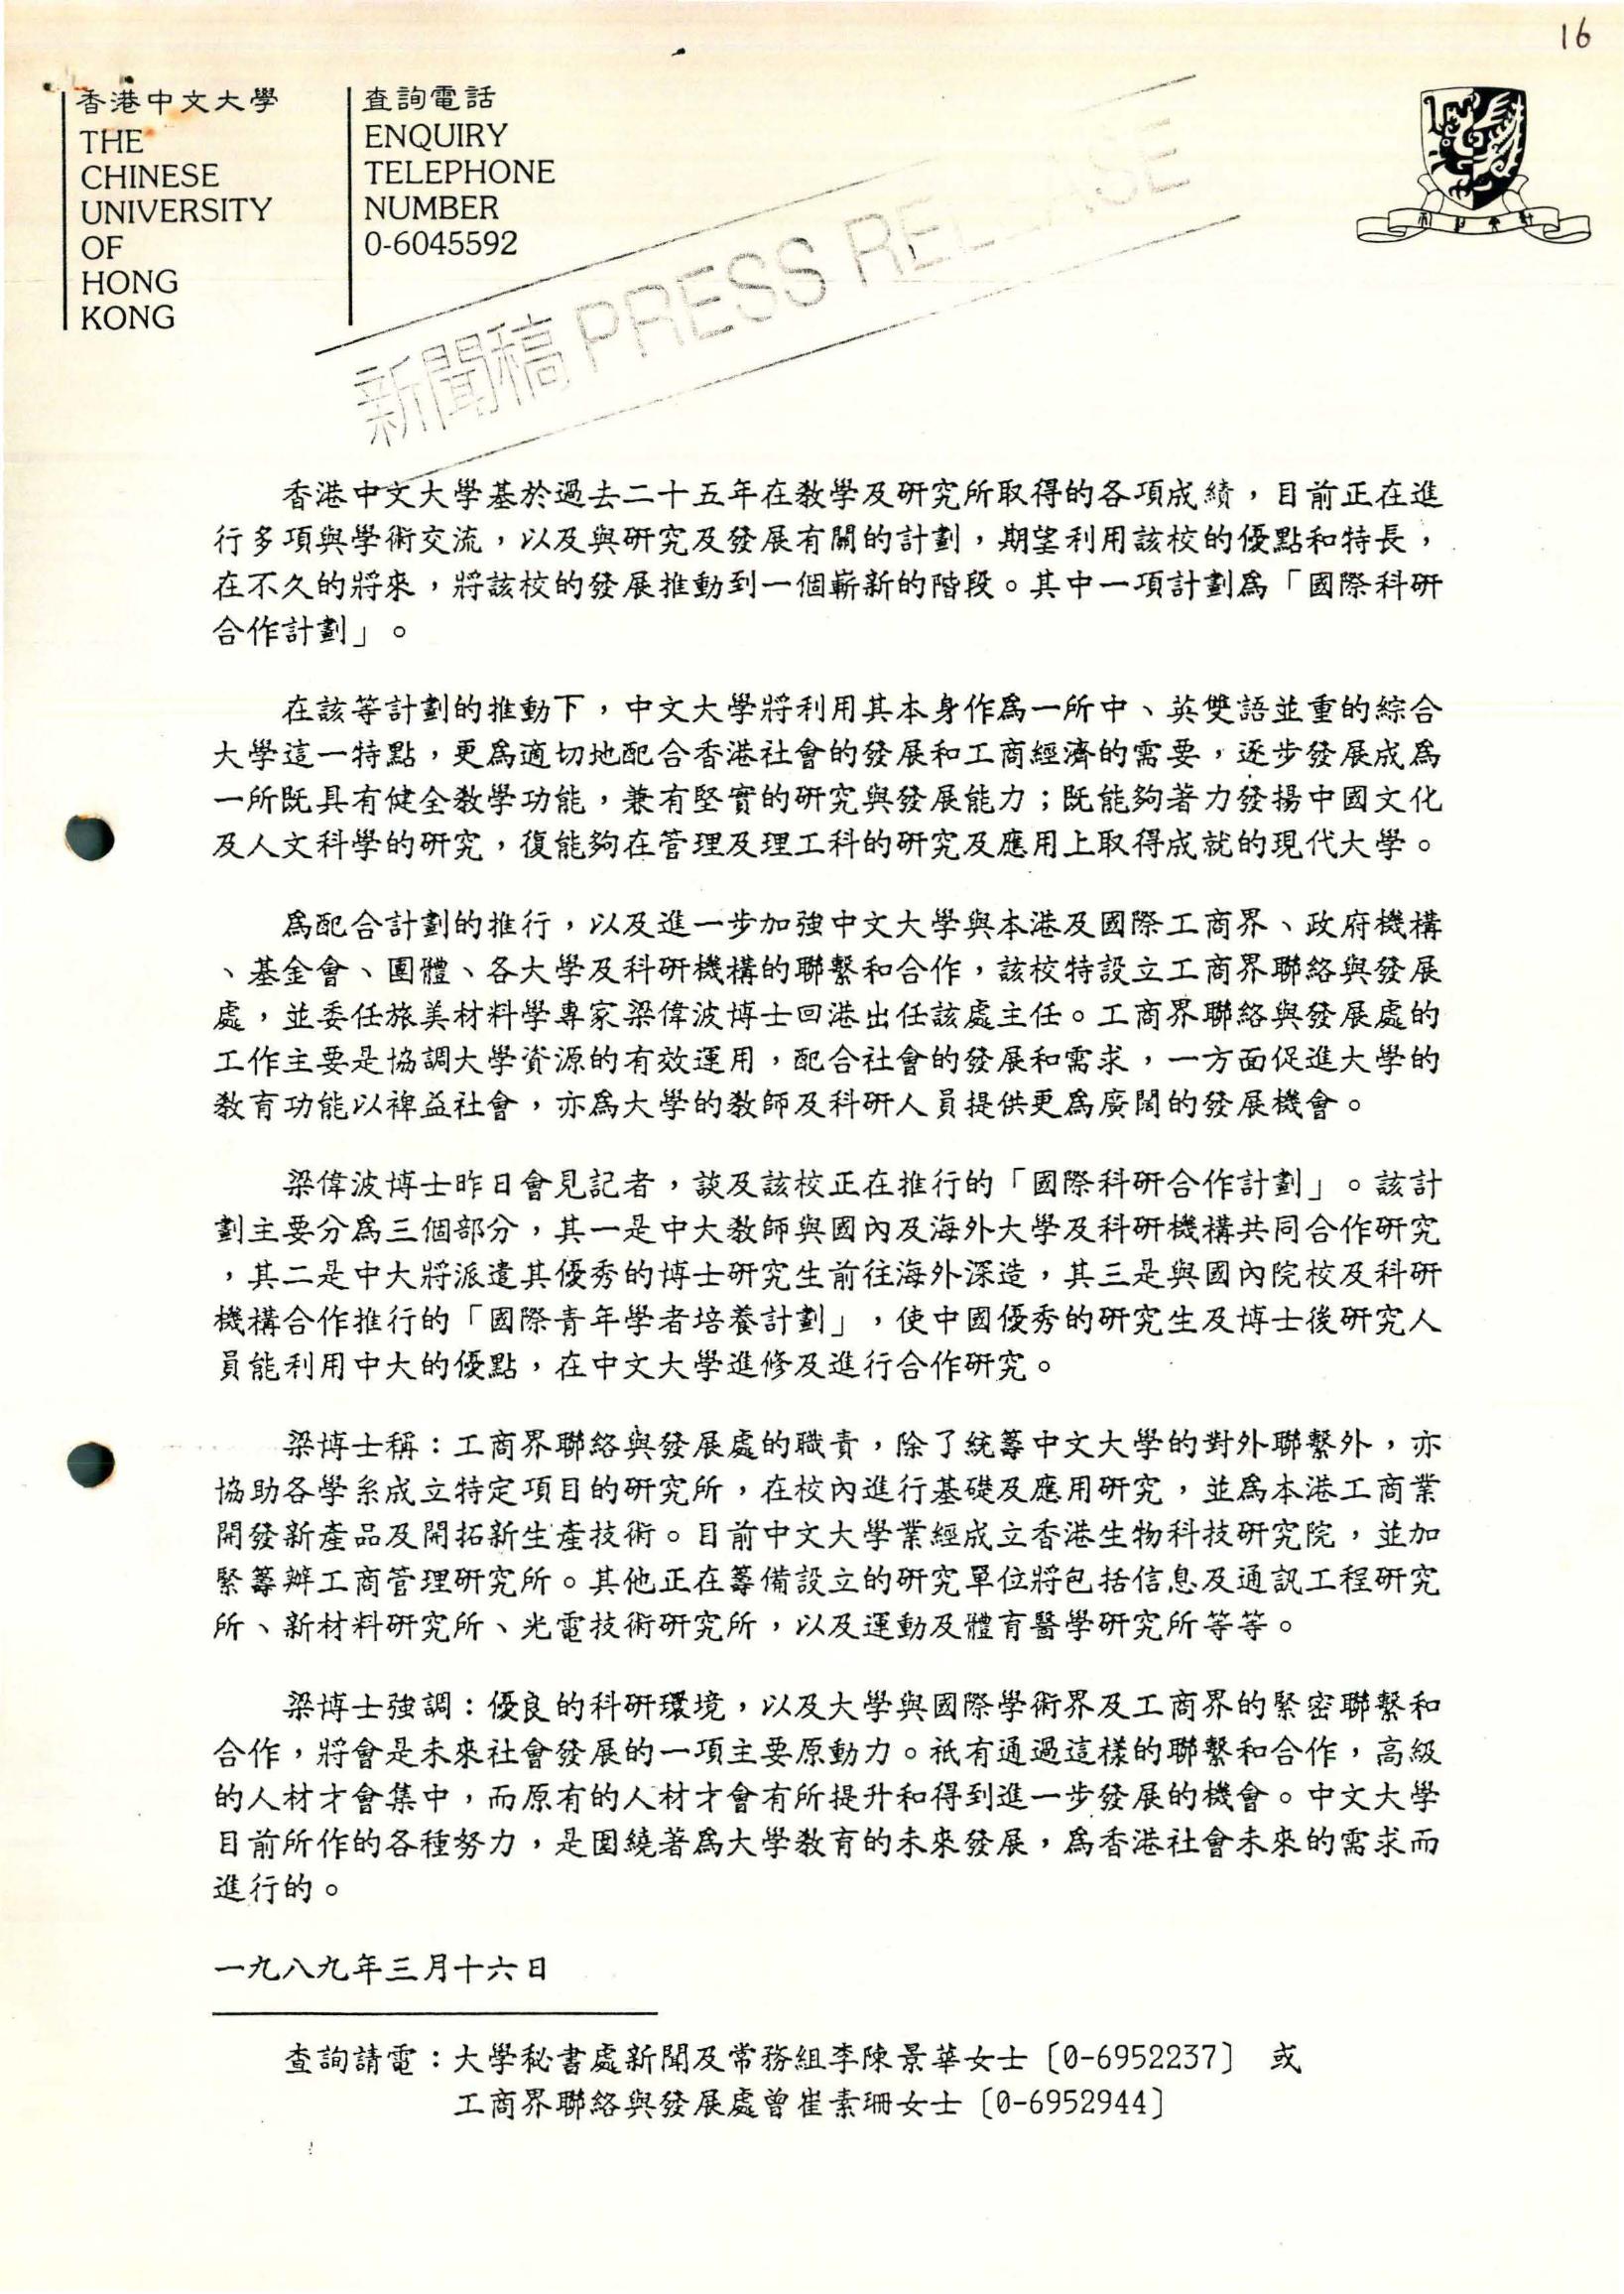 16
香港中文大學
THE
CHINESE
UNIVERSITY
OF
HONG
KONG
查詢電話
ENQUIRY
TELEPHONE
NUMBER
0-6045592
新聞稿 PRESS RELEASE
香港中文大學基於過去二十五年在教學及研究所取得的各項成績，目前正在進
行多項與學術交流，以及與研究及發展有關的計劃，期望利用該校的優點和特長，
在不久的將來，將該校的發展推動到一個嶄新的階段。其中一項計劃爲「國際科研
合作計劃」。
在該等計劃的推動下，中文大學將利用其本身作爲一所中、英雙語並重的綜合
大學這一特點，更爲適切地配合香港社會的發展和工商經濟的需要，逐步發展成爲
一所既具有健全教學功能，兼有堅實的研究與發展能力；既能夠著力發揚中國文化
及人文科學的研究，復能夠在管理及理工科的研究及應用上取得成就的現代大學。
爲配合計劃的推行，以及進一步加強中文大學與本港及國際工商界、政府機構
、基金會、團體、各大學及科研機構的聯繫和合作，該校特設立工商界聯絡與發展
處，並委任旅美材料學專家梁偉波博士回港出任該處主任。工商界聯絡與發展處的
工作主要是協調大學資源的有效運用，配合社會的發展和需求，一方面促進大學的
教育功能以裨益社會，亦爲大學的教師及科研人員提供更爲廣闊的發展機會。
梁偉波博士昨日會見記者，談及該校正在推行的「國際科研合作計劃」。該計
劃主要分爲三個部分，其一是中大教師與國內及海外大學及科研機構共同合作研究
，其二是中大將派遣其優秀的博士研究生前往海外深造，其三是與國內院校及科研
機構合作推行的「國際青年學者培養計劃」，使中國優秀的研究生及博士後研究人
員能利用中大的優點，在中文大學進修及進行合作研究。
梁博士稱：工商界聯絡與發展處的職責，除了統籌中文大學的對外聯繫外，亦
協助各學系成立特定項目的研究所，在校內進行基礎及應用研究，並爲本港工商業
開發新產品及開拓新生產技術。目前中文大學業經成立香港生物科技研究院，並加
緊籌辦工商管理研究所。其他正在籌備設立的研究單位將包括信息及通訊工程研究
所、新材料研究所、光電技術研究所，以及運動及體育醫學研究所等等。
梁博士強調：優良的科研環境，以及大學與國際學術界及工商界的緊密聯繫和
合作，將會是未來社會發展的一項主要原動力。祇有通過這樣的聯繫和合作，高級
的人材才會集中，而原有的人材才會有所提升和得到進一步發展的機會。中文大學
目前所作的各種努力，是圍繞著爲大學教育的未來發展，爲香港社會未來的需求而
進行的。
一九八九年三月十六日
查詢請電：大學秘書處新聞及常務組李陳景華女士〔0-6952237〕 或
工商界聯絡與發展處曾崔素珊女士〔0-6952944〕